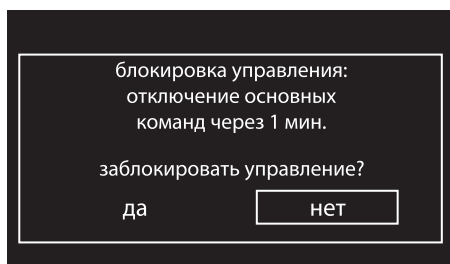 блокировка управления:
отключение основных
команд через 1 мин.
заблокировать управление?
да нет